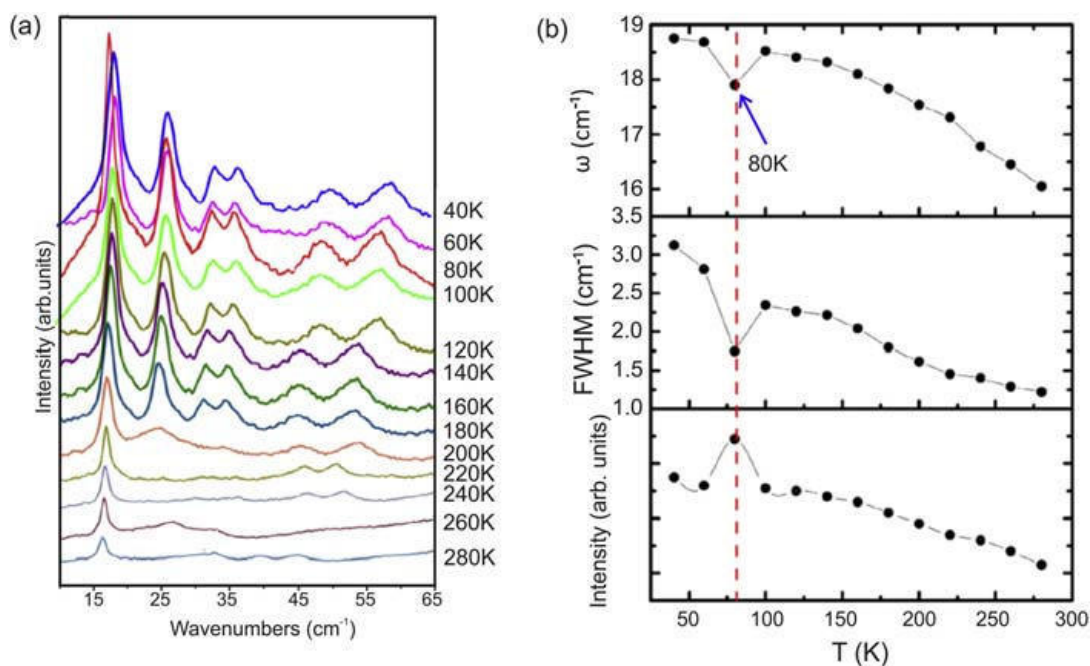 (a)
Intensity (arb.units)
40K
60K
80K
100K
120K
140K
160K
180K
200K
220K
240K
260K
280K
15 25 35 45 55 65
Wavenumbers (cm⁻¹)
(b)
19
18
17
16
ω (cm⁻¹)
80K
3.5
3.0
2.5
2.0
1.5
1.0
FWHM (cm⁻¹)
Intensity (arb. units)
50 100 150 200 250 300
T (K)